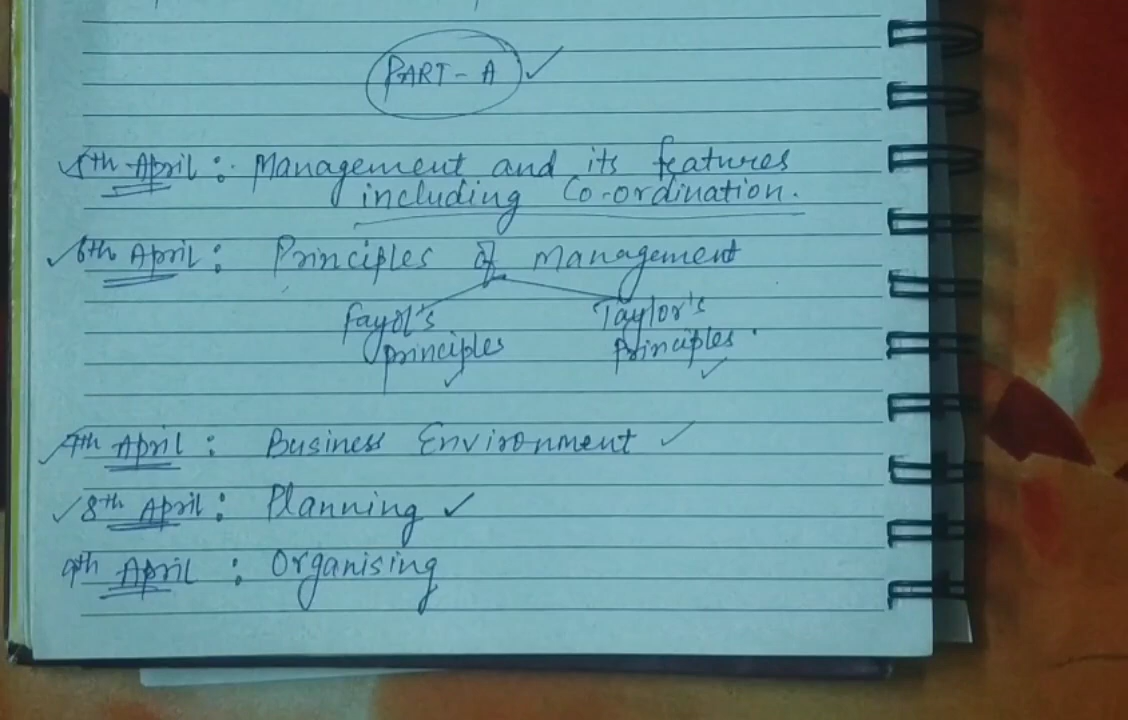 PART - A ✓
5th April : Management and its features
including Co-ordination.
6th April : Principles of management
Fayol's Taylor's
principles principles
✓ ✓
7th April : Business Environment ✓
✓ 8th April : Planning ✓
9th April : Organising